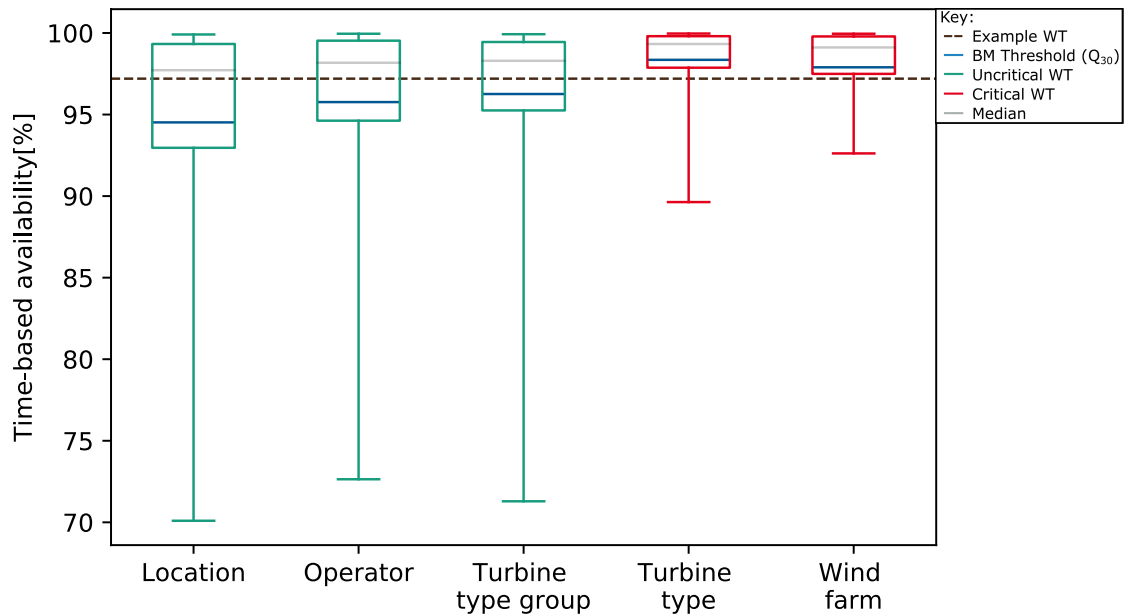 Key:
Example WT
BM Threshold (Q₃₀)
Uncritical WT
Critical WT
Median
Time-based availability[%]
100
95
90
85
80
75
70
Location
Operator
Turbine
type group
Turbine
type
Wind
farm